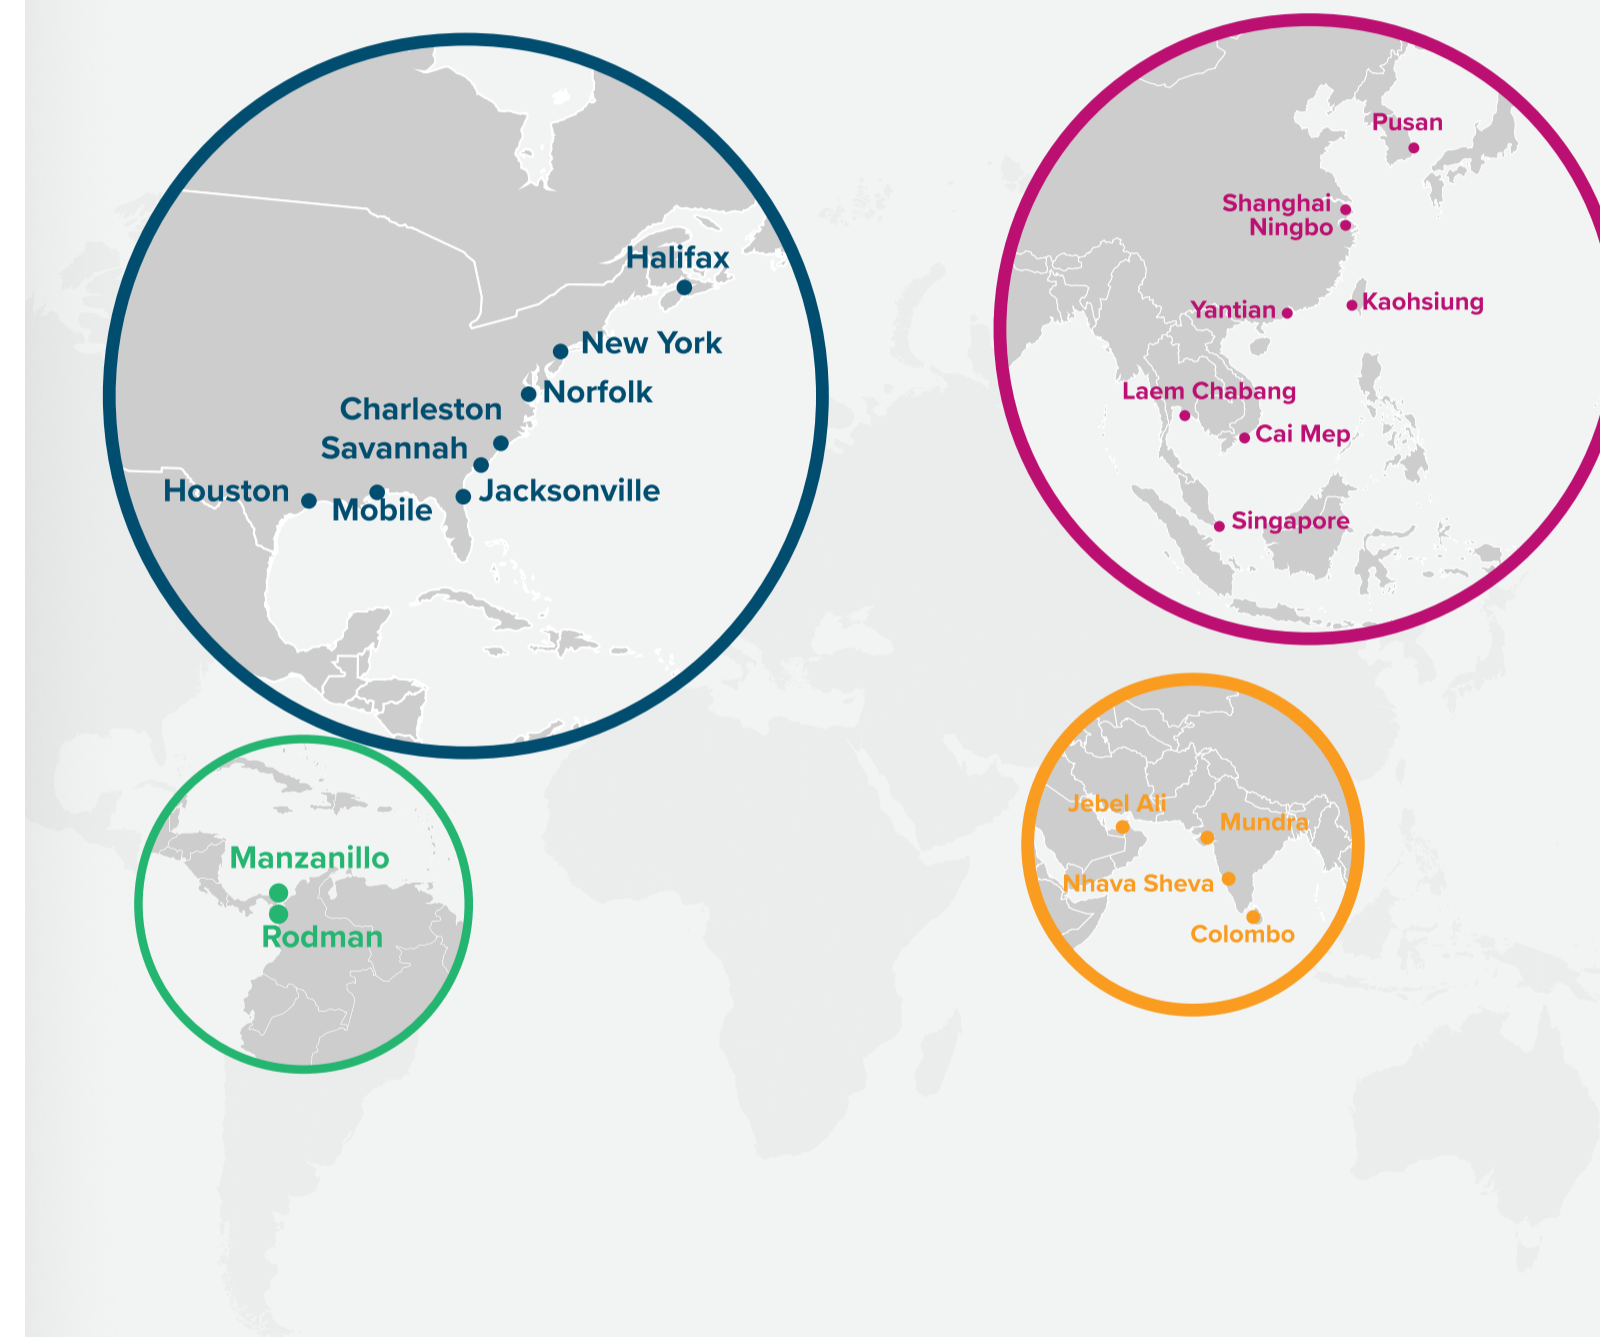 Halifax
New York
Norfolk
Charleston
Savannah
Jacksonville
Houston
Mobile
Pusan
Shanghai
Ningbo
Yantian
Kaohsiung
Laem Chabang
Cai Mep
Singapore
Manzanillo
Rodman
Jebel Ali
Mundra
Nhava Sheva
Colombo